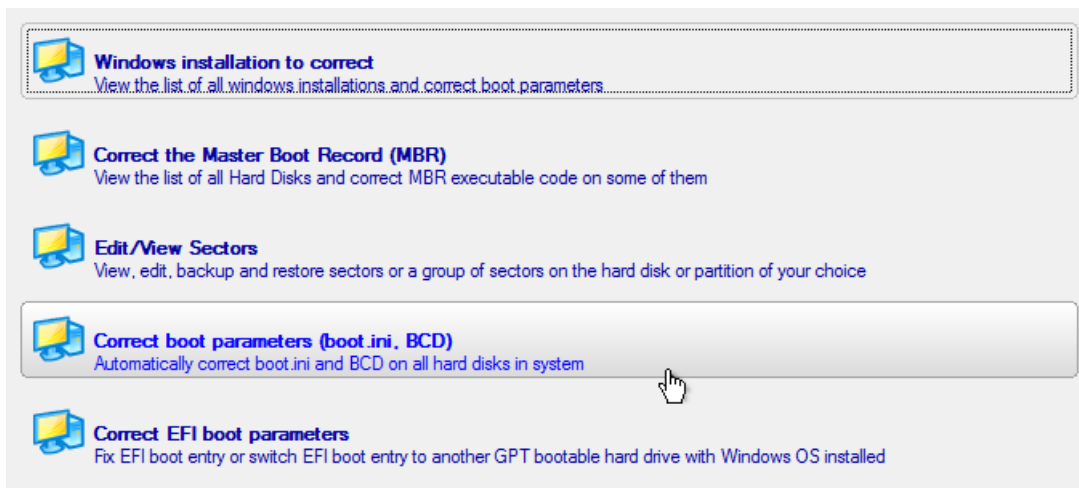 Windows installation to correct
View the list of all windows installations and correct boot parameters
Correct the Master Boot Record (MBR)
View the list of all Hard Disks and correct MBR executable code on some of them
Edit/View Sectors
View, edit, backup and restore sectors or a group of sectors on the hard disk or partition of your choice
Correct boot parameters (boot.ini, BCD)
Automatically correct boot.ini and BCD on all hard disks in system
Correct EFI boot parameters
Fix EFI boot entry or switch EFI boot entry to another GPT bootable hard drive with Windows OS installed